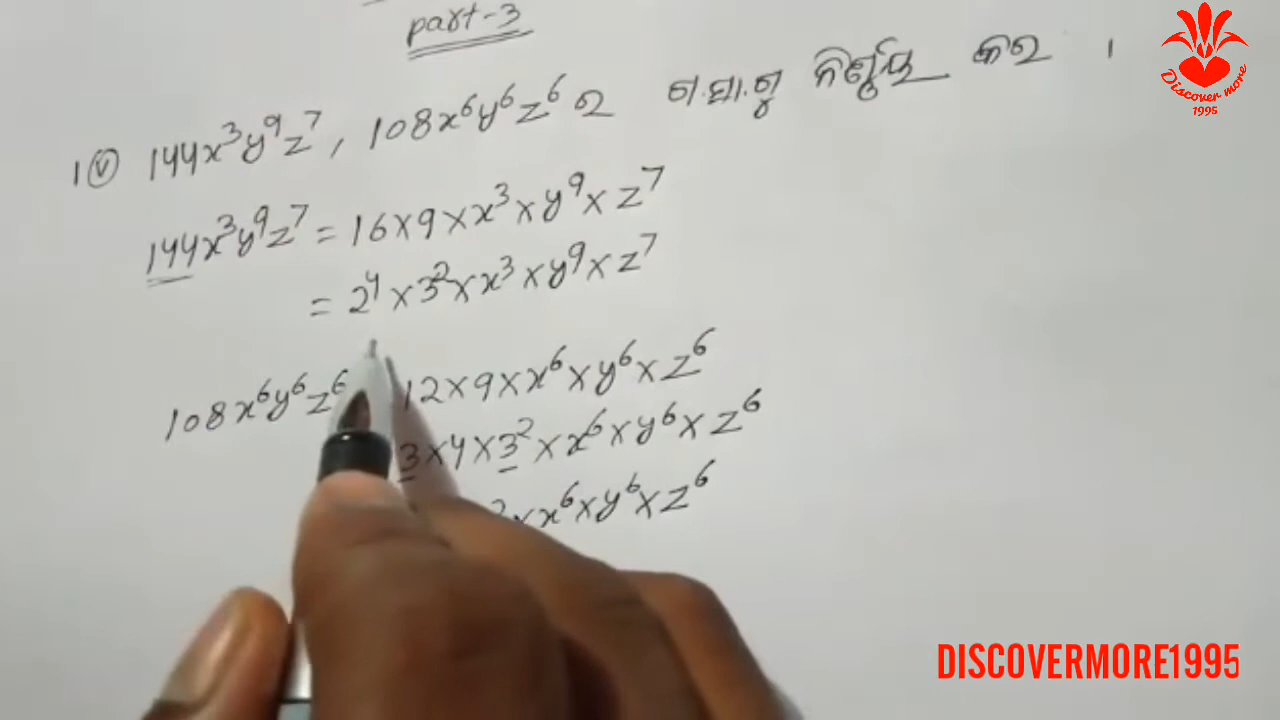 part-3
1 (v) 144x³y⁹z⁷, 108x⁶y⁶z⁶ ର ଗ.ସା.ଗୁ ନିର୍ଣ୍ଣୟ କର ।
144x³y⁹z⁷ = 16×9×x³×y⁹×z⁷
= 2⁴×3²×x³×y⁹×z⁷
108x⁶y⁶z⁶ 12×9×x⁶×y⁶×z⁶
3×4×3²×x⁶×y⁶×z⁶
×x⁶×y⁶×z⁶
Discover more
1995
DISCOVERMORE1995